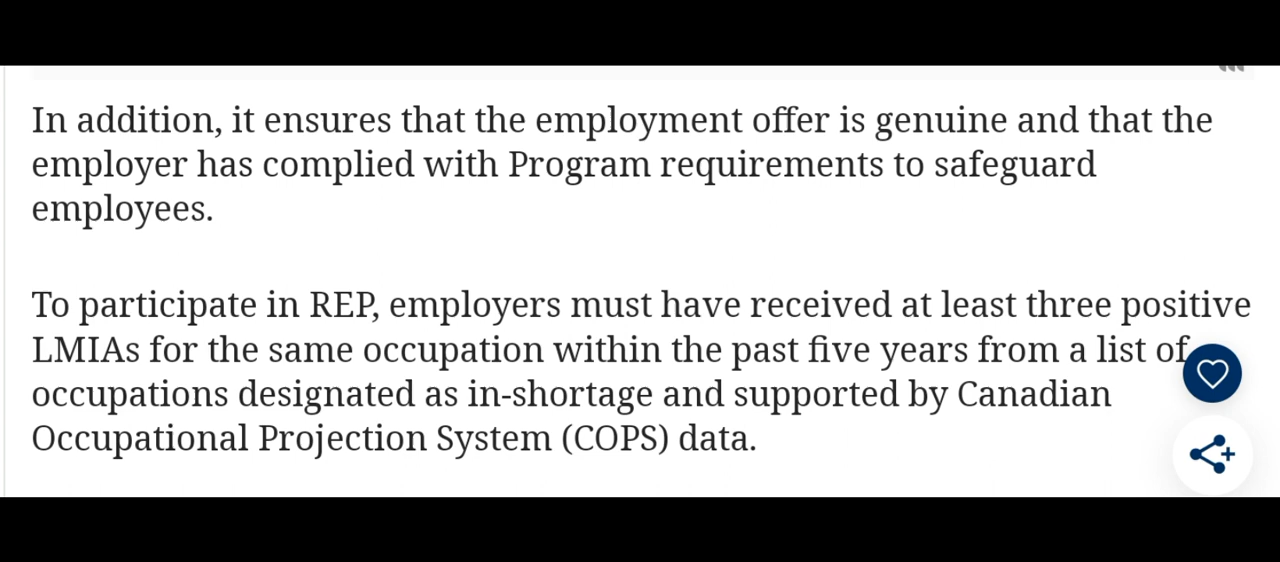 In addition, it ensures that the employment offer is genuine and that the
employer has complied with Program requirements to safeguard
employees.
To participate in REP, employers must have received at least three positive
LMIAs for the same occupation within the past five years from a list of
occupations designated as in-shortage and supported by Canadian
Occupational Projection System (COPS) data.